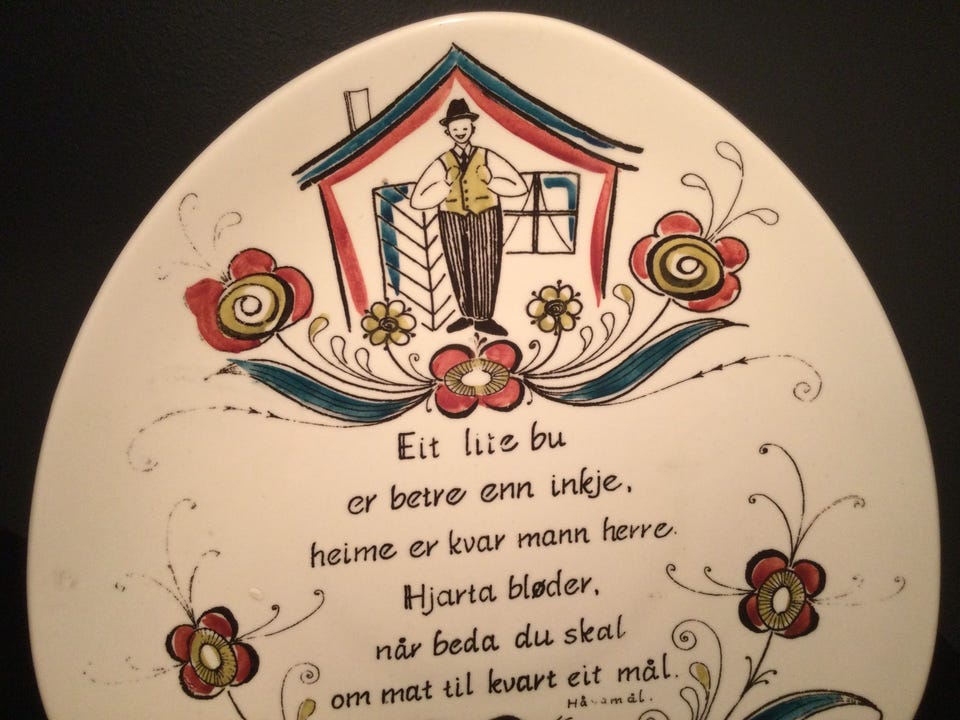 Eit lite bu
er betre enn inkje,
heime er kvar mann herre.
Hjarta bløder,
når beda du skal
om mat til kvart eit mål.
Håvamål.